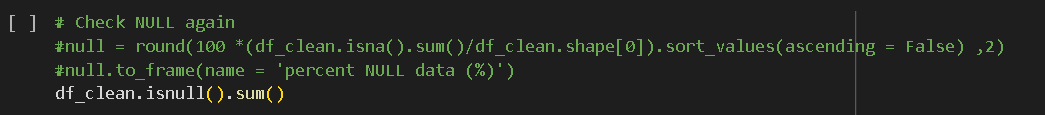 [ ] # Check NULL again
#null = round(100 *(df_clean.isna().sum()/df_clean.shape[0]).sort_values(ascending = False) ,2)
#null.to_frame(name = 'percent NULL data (%)')
df_clean.isnull().sum()